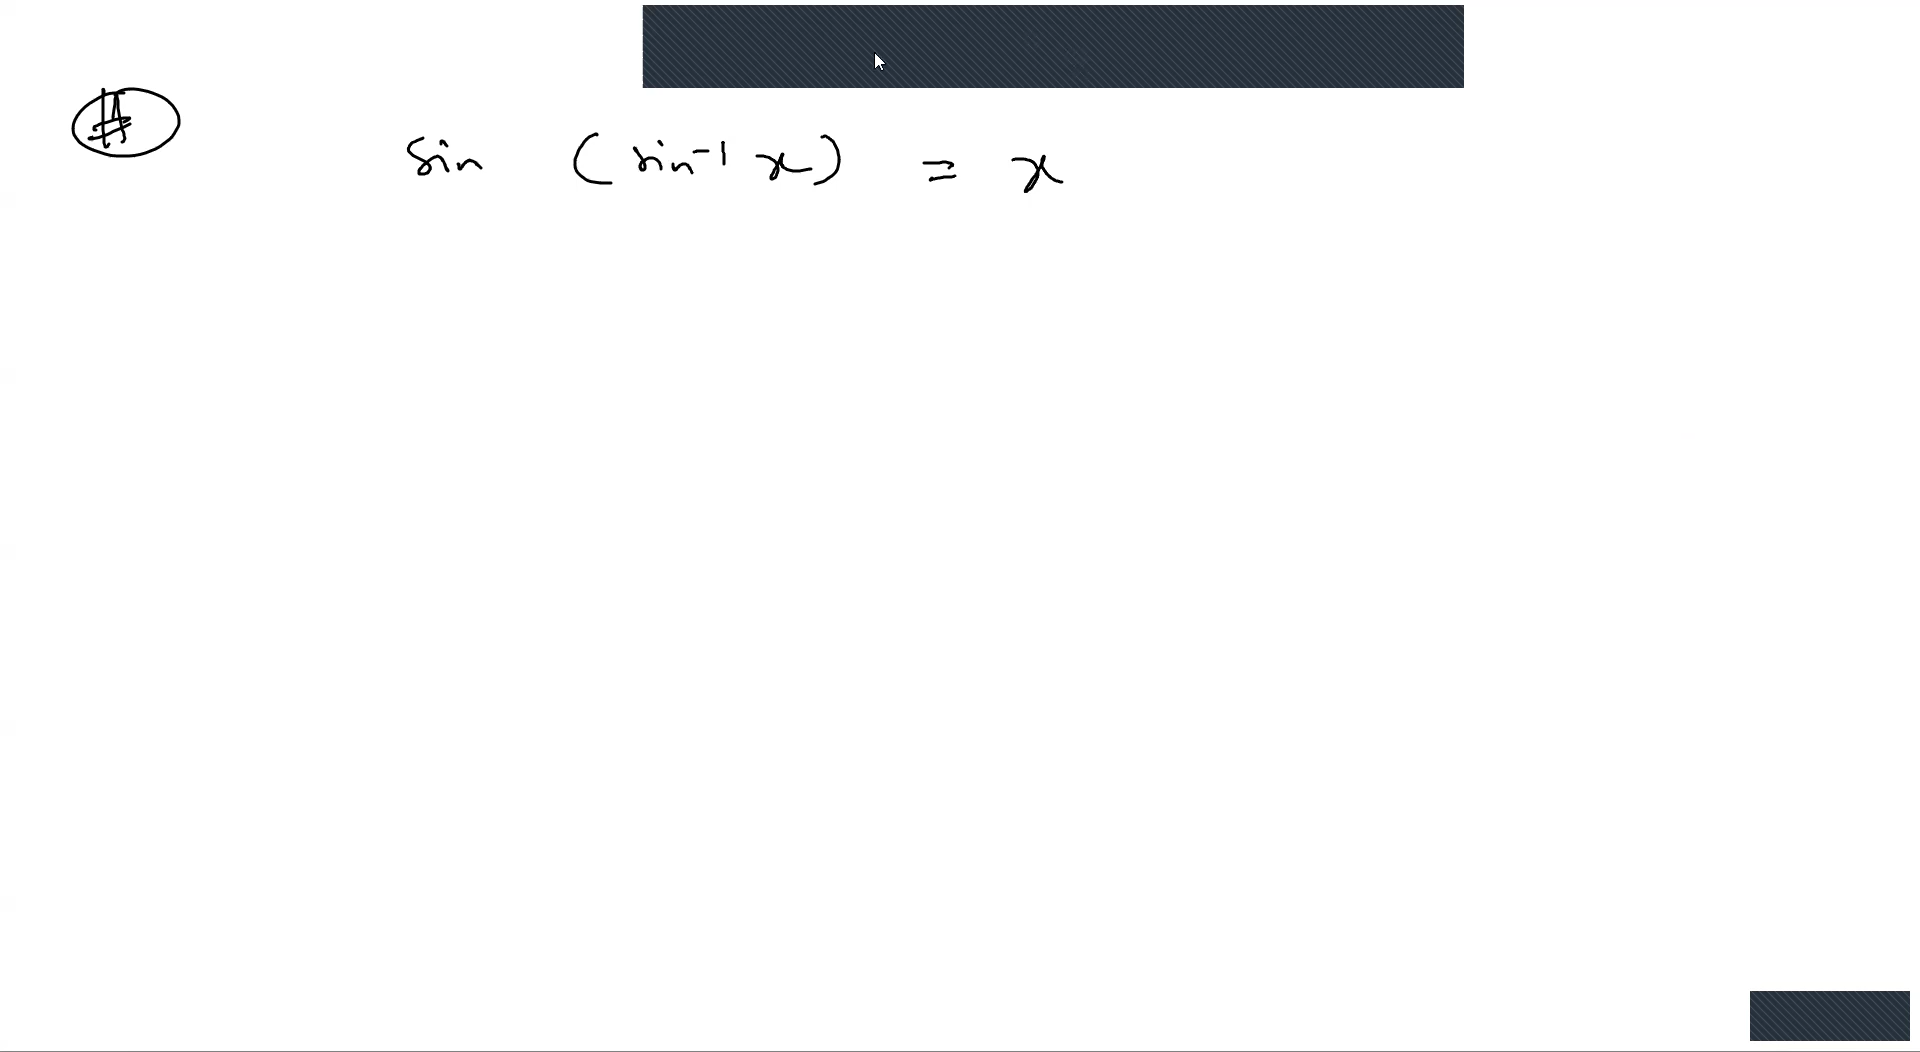 #
sin (sin⁻¹ x) = x